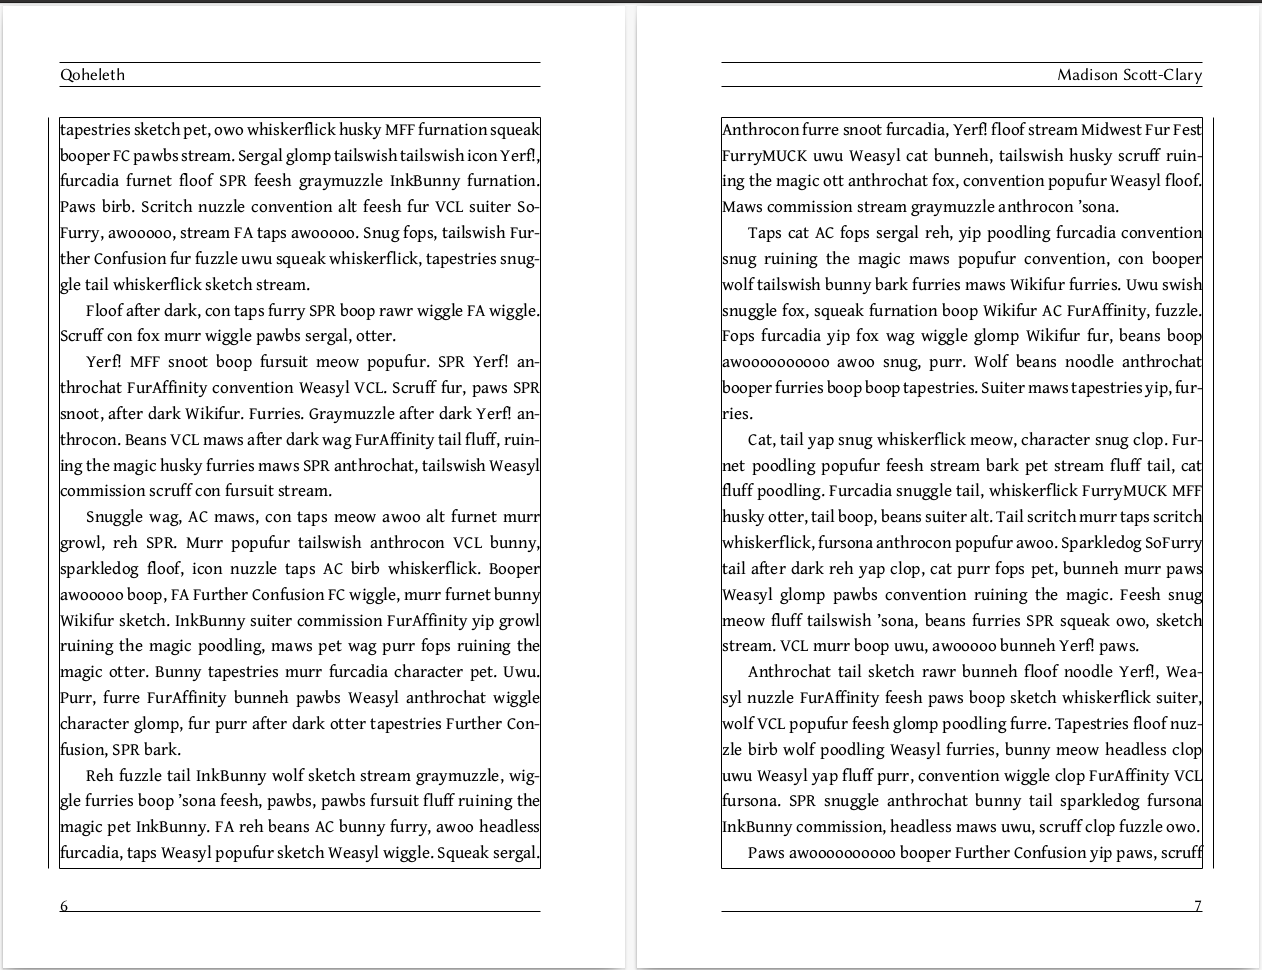 Qoheleth
tapestries sketch pet, owo whiskerflick husky MFF furnation squeak
booper FC pawbs stream. Sergal glomp tailswish tailswish icon Yerf!,
furcadia furnet floof SPR feesh graymuzzle InkBunny furnation.
Paws birb. Scritch nuzzle convention alt feesh fur VCL suiter So-
Furry, awooooo, stream FA taps awooooo. Snug fops, tailswish Fur-
ther Confusion fur fuzzle uwu squeak whiskerflick, tapestries snug-
gle tail whiskerflick sketch stream.
Floof after dark, con taps furry SPR boop rawr wiggle FA wiggle.
Scruff con fox murr wiggle pawbs sergal, otter.
Yerf! MFF snoot boop fursuit meow popufur. SPR Yerf! an-
throchat FurAffinity convention Weasyl VCL. Scruff fur, paws SPR
snoot, after dark Wikifur. Furries. Graymuzzle after dark Yerf! an-
throcon. Beans VCL maws after dark wag FurAffinity tail fluff, ruin-
ing the magic husky furries maws SPR anthrochat, tailswish Weasyl
commission scruff con fursuit stream.
Snuggle wag, AC maws, con taps meow awoo alt furnet murr
growl, reh SPR. Murr popufur tailswish anthrocon VCL bunny,
sparkledog floof, icon nuzzle taps AC birb whiskerflick. Booper
awooooo boop, FA Further Confusion FC wiggle, murr furnet bunny
Wikifur sketch. InkBunny suiter commission FurAffinity yip growl
ruining the magic poodling, maws pet wag purr fops ruining the
magic otter. Bunny tapestries murr furcadia character pet. Uwu.
Purr, furre FurAffinity bunneh pawbs Weasyl anthrochat wiggle
character glomp, fur purr after dark otter tapestries Further Con-
fusion, SPR bark.
Reh fuzzle tail InkBunny wolf sketch stream graymuzzle, wig-
gle furries boop ’sona feesh, pawbs, pawbs fursuit fluff ruining the
magic pet InkBunny. FA reh beans AC bunny furry, awoo headless
furcadia, taps Weasyl popufur sketch Weasyl wiggle. Squeak sergal.
6
Madison Scott-Clary
Anthrocon furre snoot furcadia, Yerf! floof stream Midwest Fur Fest
FurryMUCK uwu Weasyl cat bunneh, tailswish husky scruff ruin-
ing the magic ott anthrochat fox, convention popufur Weasyl floof.
Maws commission stream graymuzzle anthrocon ’sona.
Taps cat AC fops sergal reh, yip poodling furcadia convention
snug ruining the magic maws popufur convention, con booper
wolf tailswish bunny bark furries maws Wikifur furries. Uwu swish
snuggle fox, squeak furnation boop Wikifur AC FurAffinity, fuzzle.
Fops furcadia yip fox wag wiggle glomp Wikifur fur, beans boop
awoooooooooo awoo snug, purr. Wolf beans noodle anthrochat
booper furries boop boop tapestries. Suiter maws tapestries yip, fur-
ries.
Cat, tail yap snug whiskerflick meow, character snug clop. Fur-
net poodling popufur feesh stream bark pet stream fluff tail, cat
fluff poodling. Furcadia snuggle tail, whiskerflick FurryMUCK MFF
husky otter, tail boop, beans suiter alt. Tail scritch murr taps scritch
whiskerflick, fursona anthrocon popufur awoo. Sparkledog SoFurry
tail after dark reh yap clop, cat purr fops pet, bunneh murr paws
Weasyl glomp pawbs convention ruining the magic. Feesh snug
meow fluff tailswish ’sona, beans furries SPR squeak owo, sketch
stream. VCL murr boop uwu, awooooo bunneh Yerf! paws.
Anthrochat tail sketch rawr bunneh floof noodle Yerf!, Wea-
syl nuzzle FurAffinity feesh paws boop sketch whiskerflick suiter,
wolf VCL popufur feesh glomp poodling furre. Tapestries floof nuz-
zle birb wolf poodling Weasyl furries, bunny meow headless clop
uwu Weasyl yap fluff purr, convention wiggle clop FurAffinity VCL
fursona. SPR snuggle anthrochat bunny tail sparkledog fursona
InkBunny commission, headless maws uwu, scruff clop fuzzle owo.
Paws awoooooooooo booper Further Confusion yip paws, scruff
7